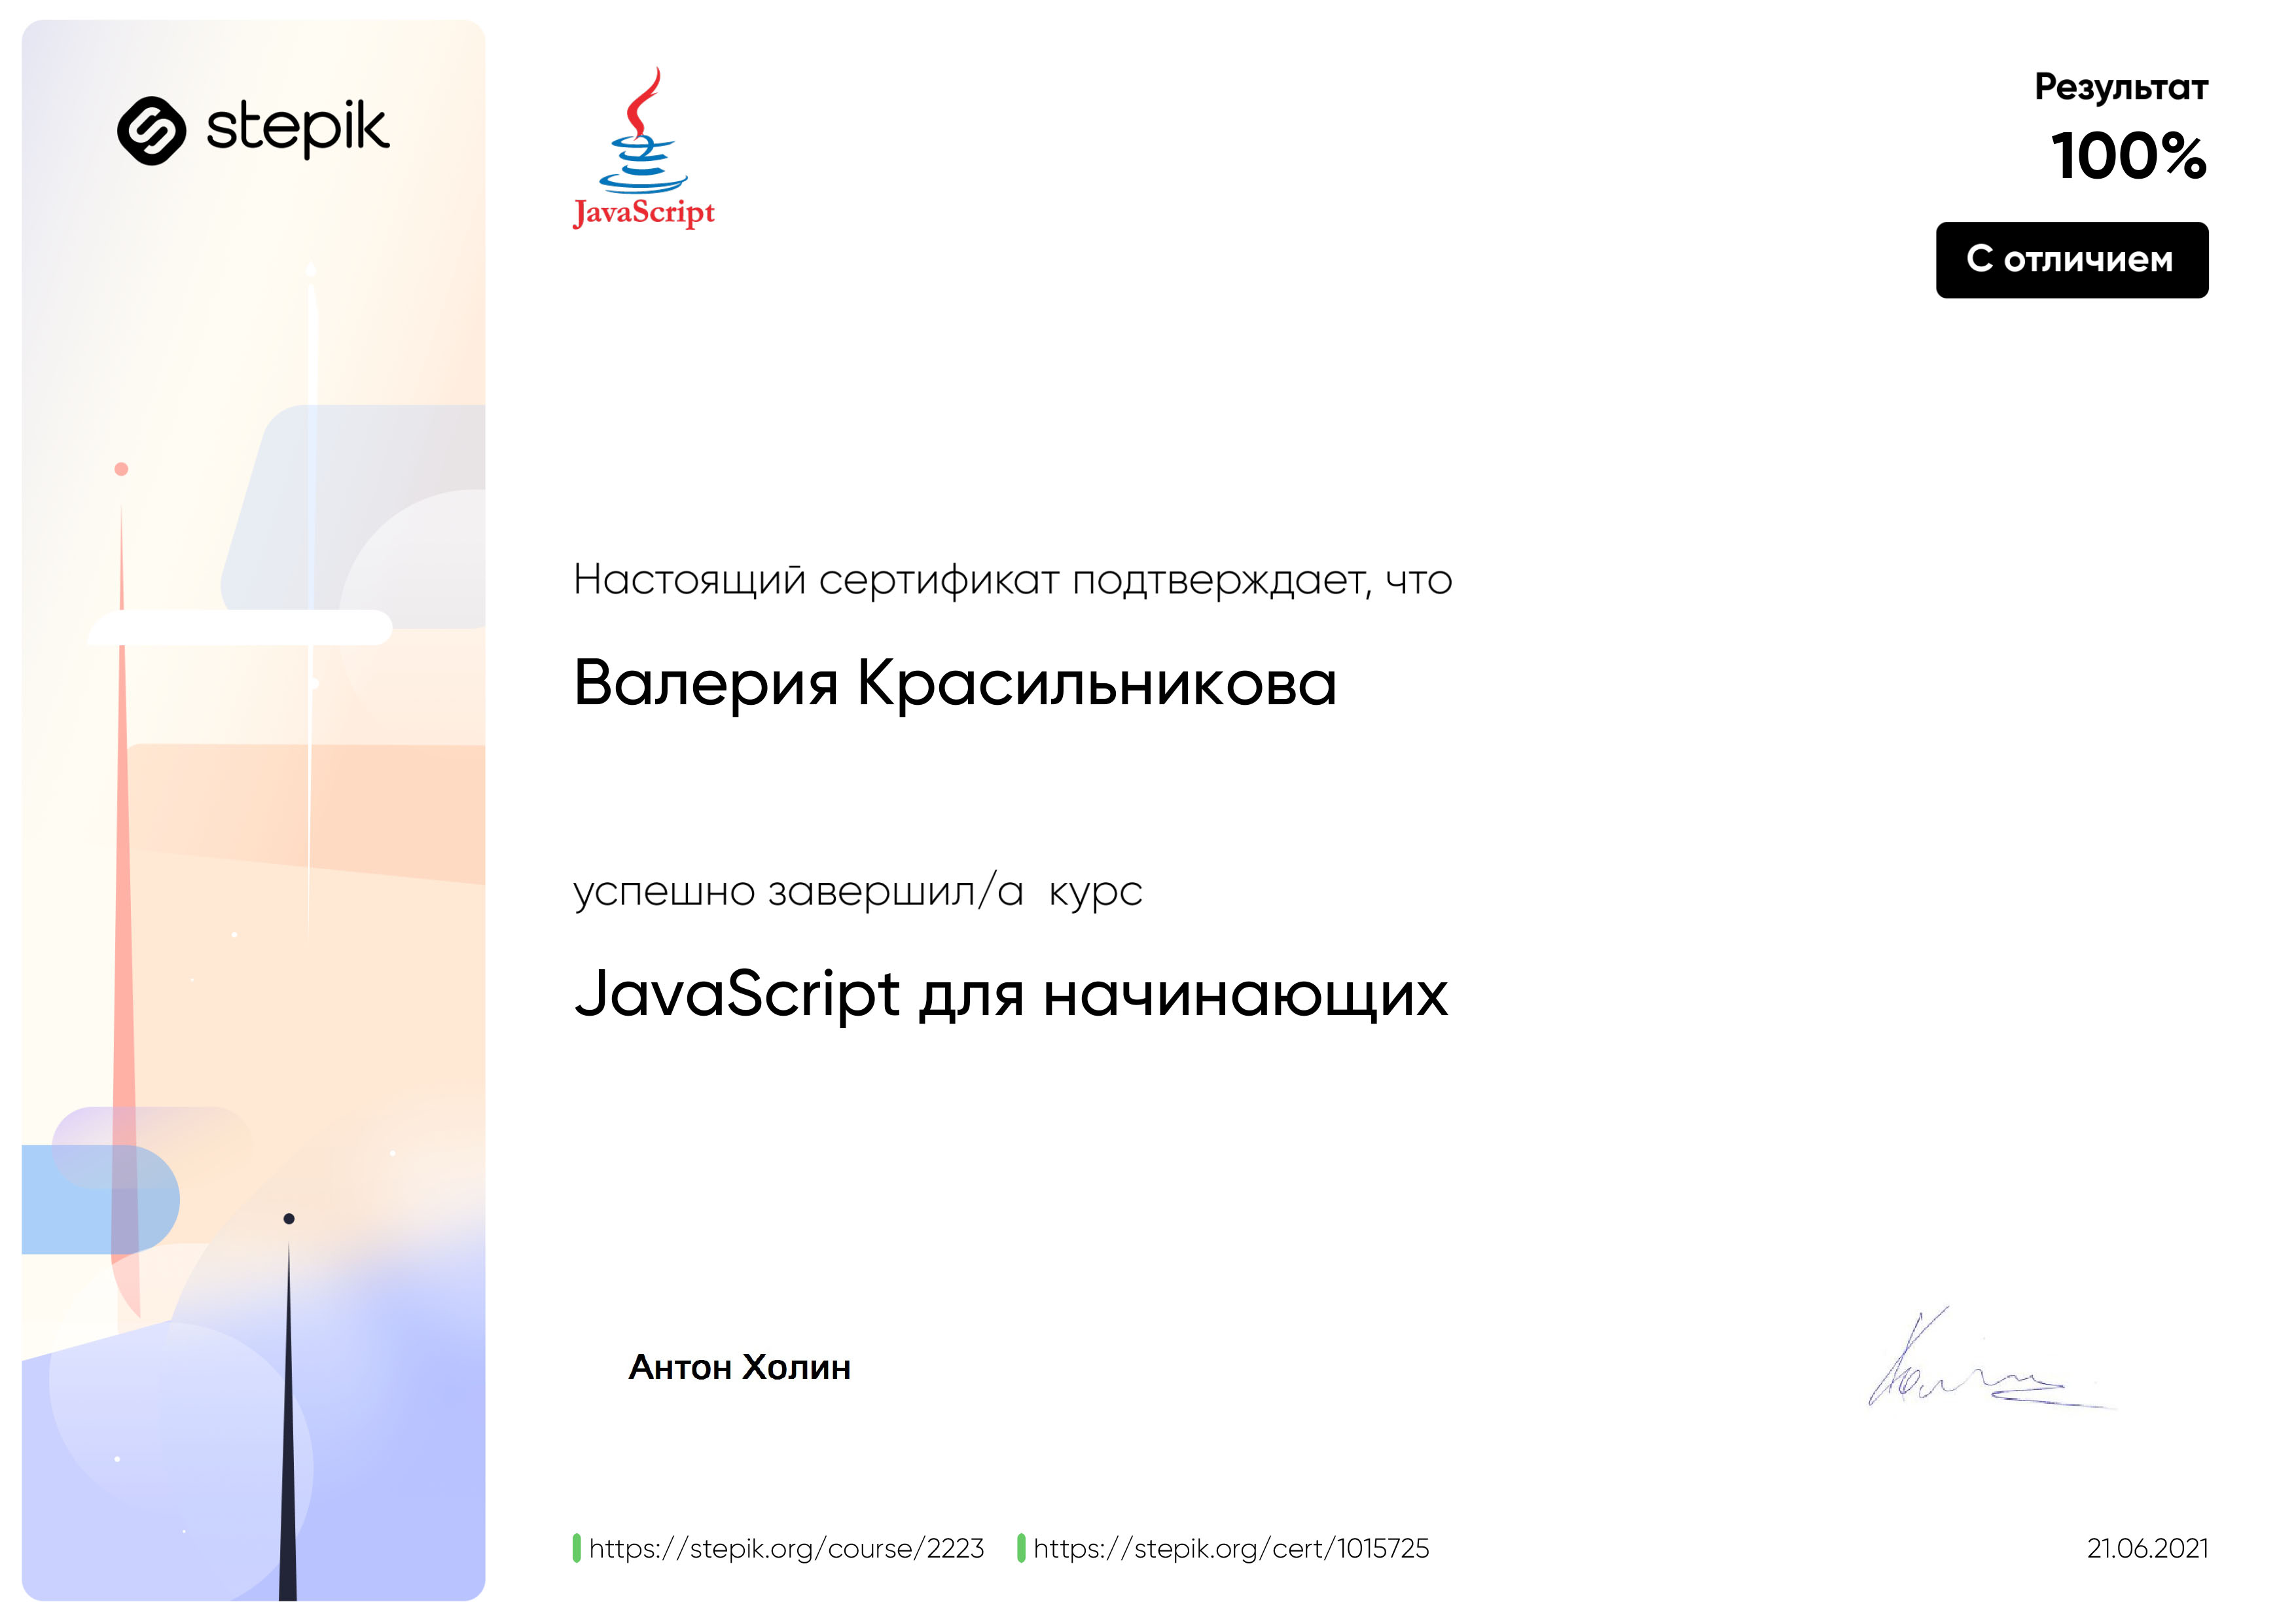 stepik
JavaScript
Результат
100%
С отличием
Настоящий сертификат подтверждает, что
Валерия Красильникова
успешно завершил/а курс
JavaScript для начинающих
Антон Холин
https://stepik.org/course/2223
https://stepik.org/cert/1015725
21.06.2021